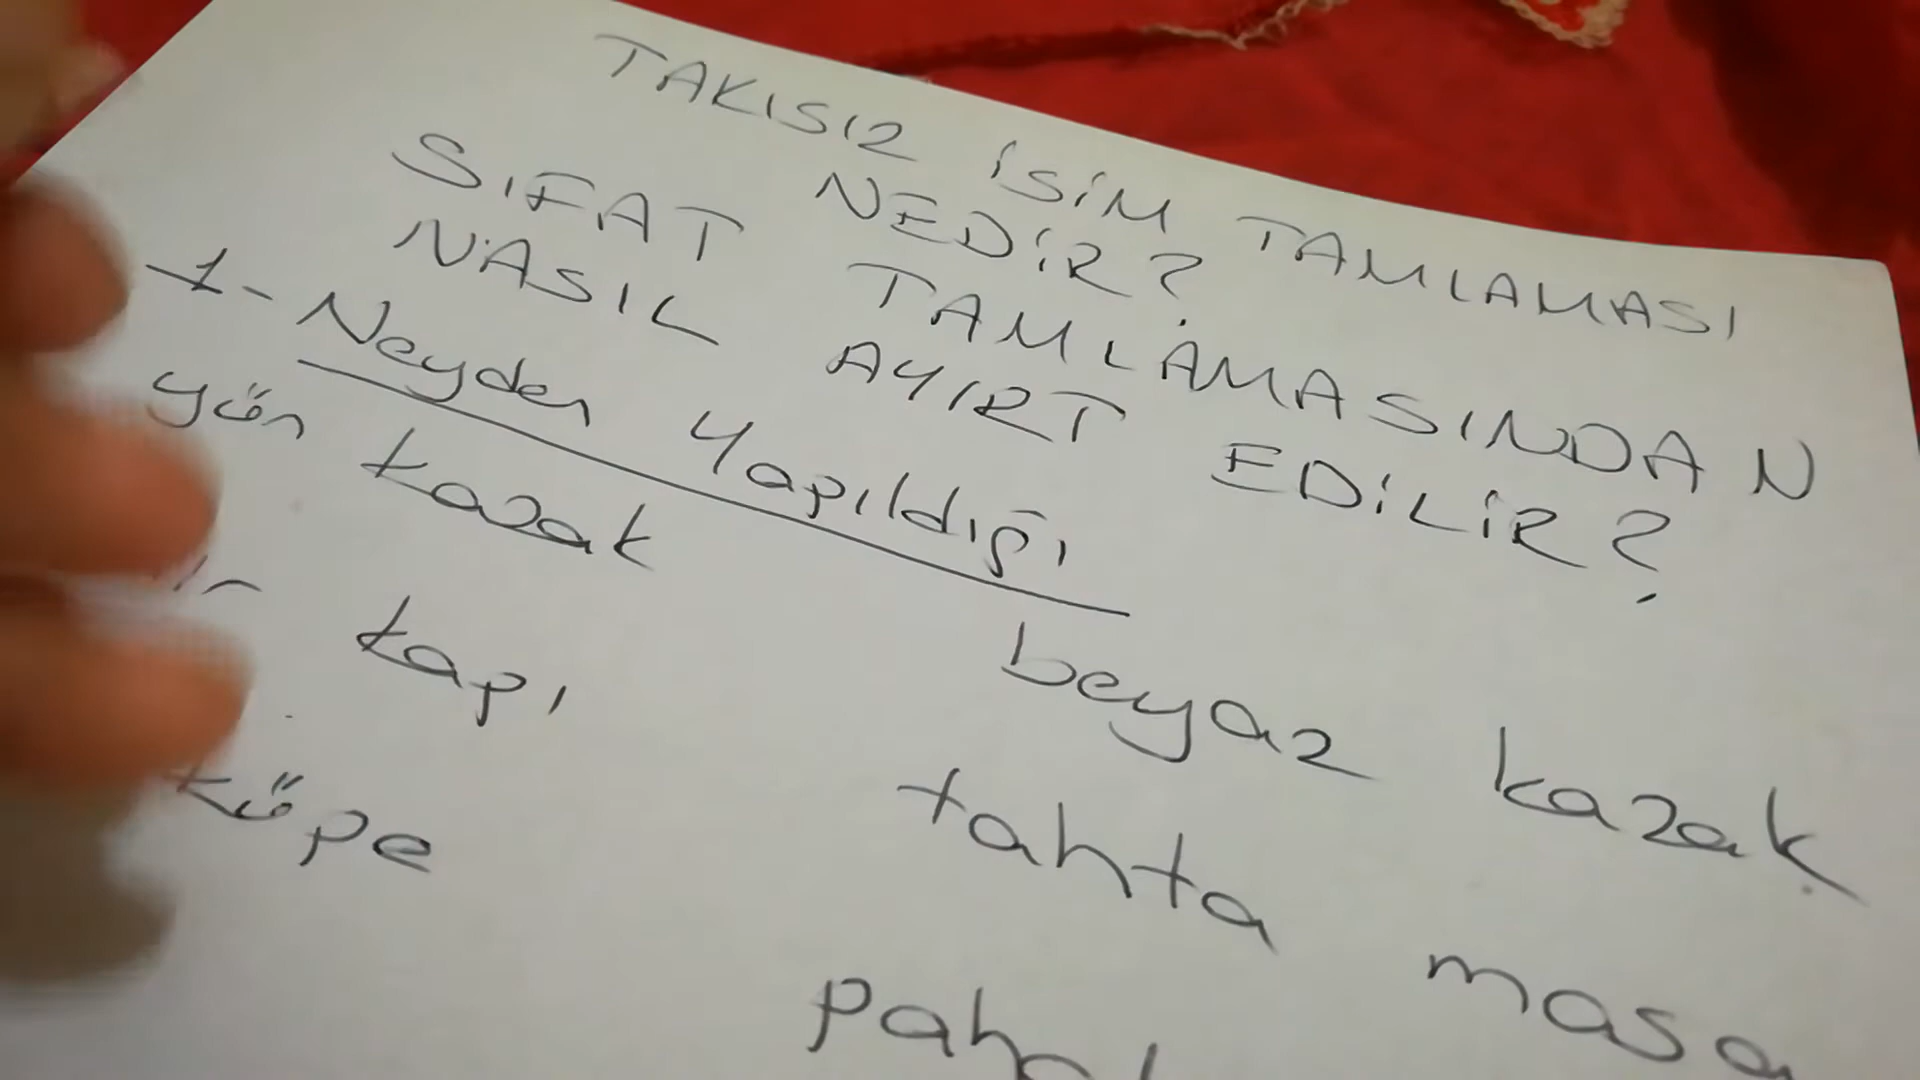 TAKISIZ İSİM TAMLAMASI
NEDİR?
SIFAT TAMLAMASINDAN
NASIL AYIRT EDİLİR?
1- Neyden Yapıldığı
yün kazak beyaz kazak
kapı tahta masa
küpe